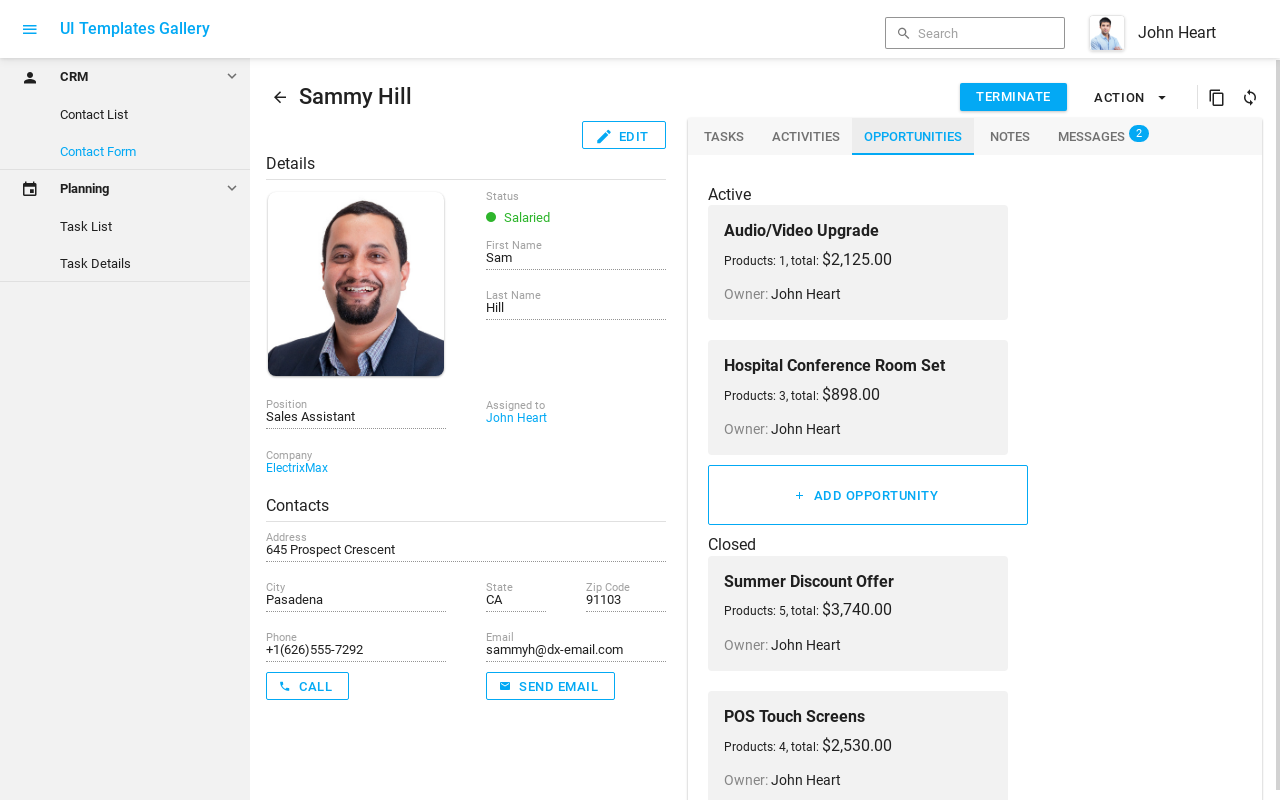 UI Templates Gallery
Search
John Heart
CRM
Contact List
Contact Form
Planning
Task List
Task Details
Sammy Hill
TERMINATE
ACTION
EDIT
Details
Status
Salaried
First Name
Sam
Last Name
Hill
Position
Sales Assistant
Assigned to
John Heart
Company
ElectrixMax
Contacts
Address
645 Prospect Crescent
City
Pasadena
State
CA
Zip Code
91103
Phone
+1(626)555-7292
Email
sammyh@dx-email.com
CALL
SEND EMAIL
TASKS
ACTIVITIES
OPPORTUNITIES
NOTES
MESSAGES 2
Active
Audio/Video Upgrade
Products: 1, total: $2,125.00
Owner: John Heart
Hospital Conference Room Set
Products: 3, total: $898.00
Owner: John Heart
ADD OPPORTUNITY
Closed
Summer Discount Offer
Products: 5, total: $3,740.00
Owner: John Heart
POS Touch Screens
Products: 4, total: $2,530.00
Owner: John Heart